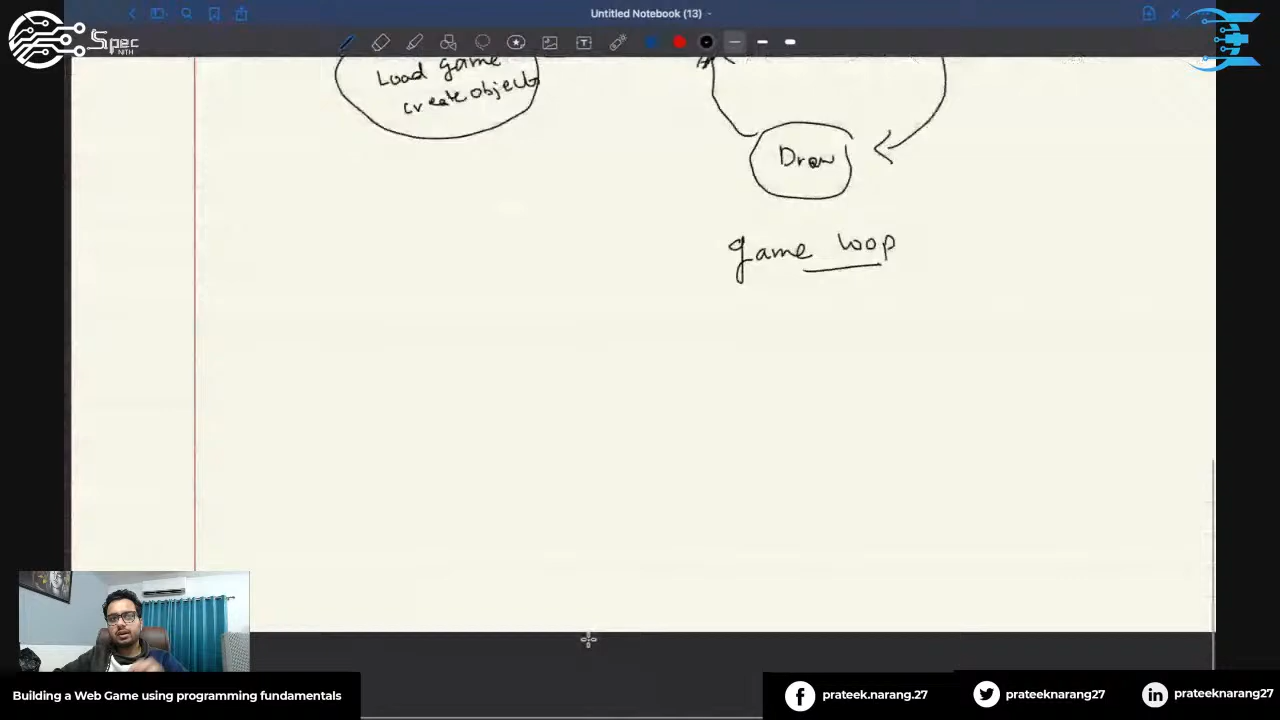 Untitled Notebook (13)
Spec
NITH
Load game
create objects
Draw
game loop
Building a Web Game using programming fundamentals
prateek.narang.27
prateeknarang27
prateeknarang27